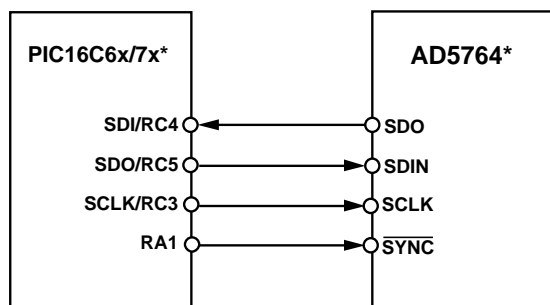 PIC16C6x/7x* AD5764*
SDI/RC4 SDO
SDO/RC5 SDIN
SCLK/RC3 SCLK
RA1 SYNC